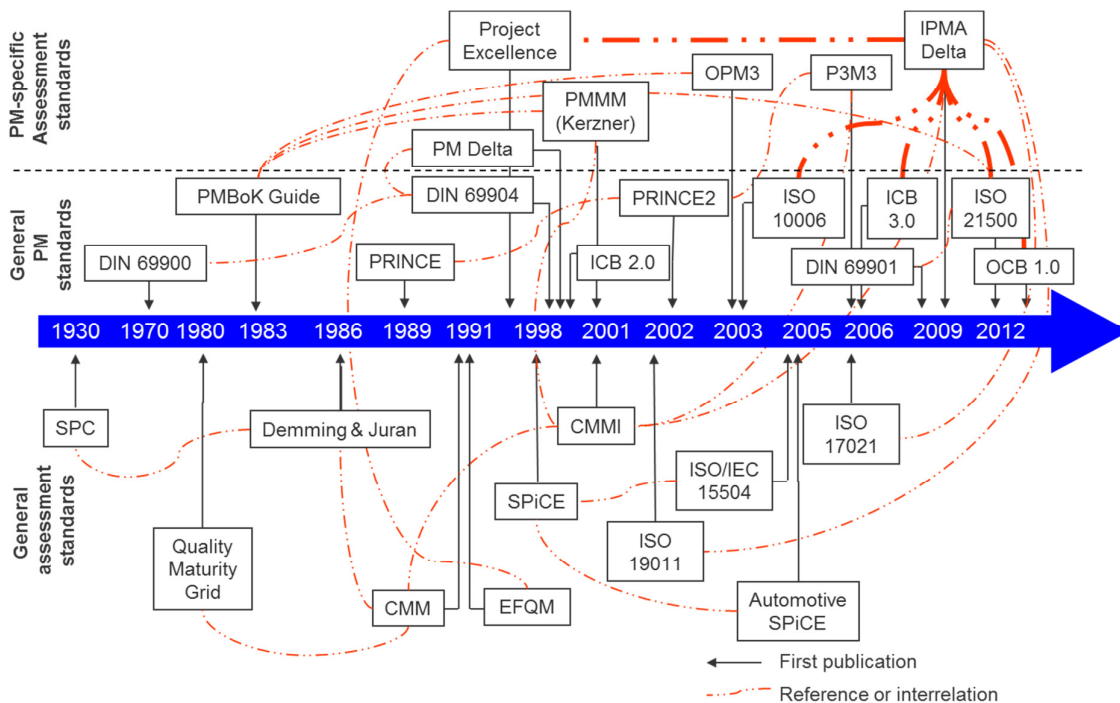 PM-specific
Assessment
standards
General
PM
standards
General
assessment
standards
Project
Excellence
IPMA
Delta
OPM3
P3M3
PMMM
(Kerzner)
PM Delta
PMBoK Guide
DIN 69904
PRINCE2
ISO
10006
ICB
3.0
ISO
21500
DIN 69900
PRINCE
ICB 2.0
DIN 69901
OCB 1.0
1930 1970 1980 1983 1986 1989 1991 1998 2001 2002 2003 2005 2006 2009 2012
SPC
Demming & Juran
CMMI
ISO
17021
ISO/IEC
15504
SPiCE
Quality
Maturity
Grid
ISO
19011
CMM
EFQM
Automotive
SPiCE
First publication
Reference or interrelation